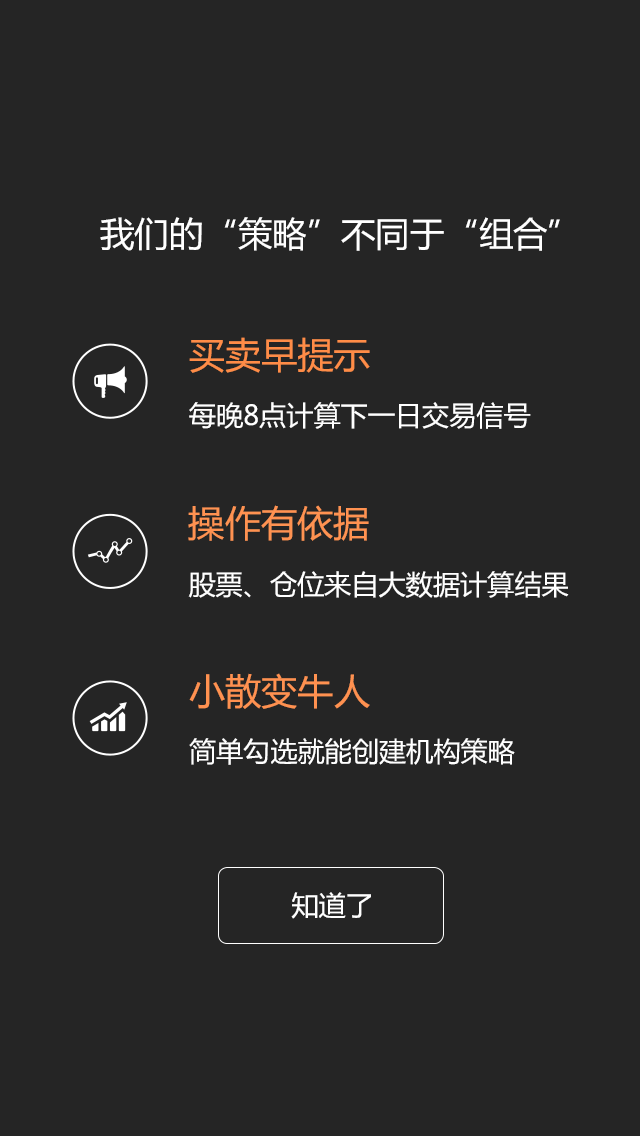 我们的“策略”不同于“组合”
买卖早提示
每晚8点计算下一日交易信号
操作有依据
股票、仓位来自大数据计算结果
小散变牛人
简单勾选就能创建机构策略
知道了